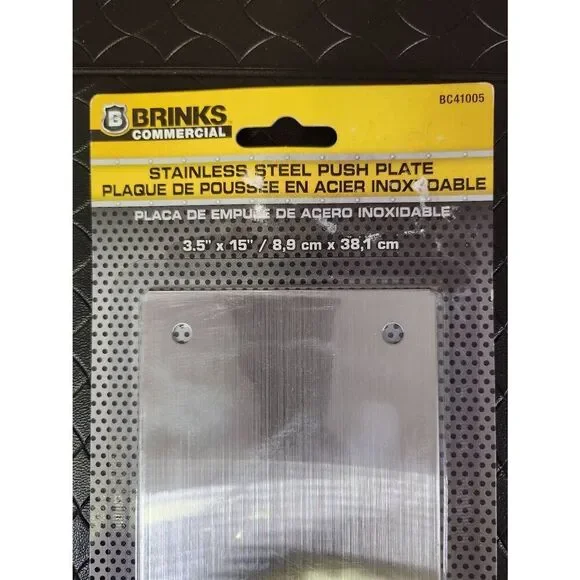 BC41005
B BRINKS
COMMERCIAL
STAINLESS STEEL PUSH PLATE
PLAQUE DE POUSSÉE EN ACIER INOXYDABLE
PLACA DE EMPUJE DE ACERO INOXIDABLE
3.5" x 15" / 8,9 cm x 38,1 cm